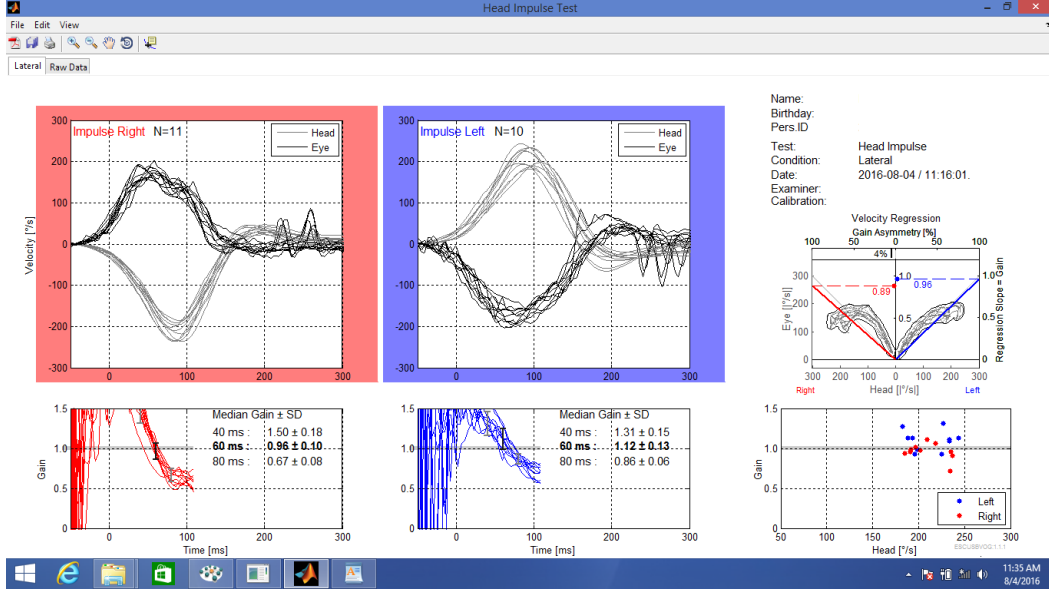 Head Impulse Test
File Edit View
Lateral Raw Data
Impulse Right N=11
Head
Eye
300
200
100
0
-100
-200
-300
Velocity [°/s]
0 100 200 300
Impulse Left N=10
Head
Eye
300
200
100
0
-100
-200
-300
0 100 200 300
Name:
Birthday:
Pers.ID
Test: Head Impulse
Condition: Lateral
Date: 2016-08-04 / 11:16:01.
Examiner:
Calibration:
Velocity Regression
Gain Asymmetry [%]
100 50 0 50 100
4%
300
200
100
0
Eye [|°/s|]
1.0
0.5
0.89
0.96
1.0
0.5
0
Regression Slope = Gain
300 200 100 0 100 200 300
Right Head [|°/s|] Left
1.5
1.0
0.5
0
Gain
Median Gain ± SD
40 ms : 1.50 ± 0.18
60 ms : 0.96 ± 0.10
80 ms : 0.67 ± 0.08
0 100 200 300
Time [ms]
1.5
1.0
0.5
0
Median Gain ± SD
40 ms : 1.31 ± 0.15
60 ms : 1.12 ± 0.13
80 ms : 0.86 ± 0.06
0 100 200 300
Time [ms]
1.5
1.0
0.5
0
Gain
Left
Right
50 100 150 200 250 300
Head [°/s]
11:35 AM
8/4/2016